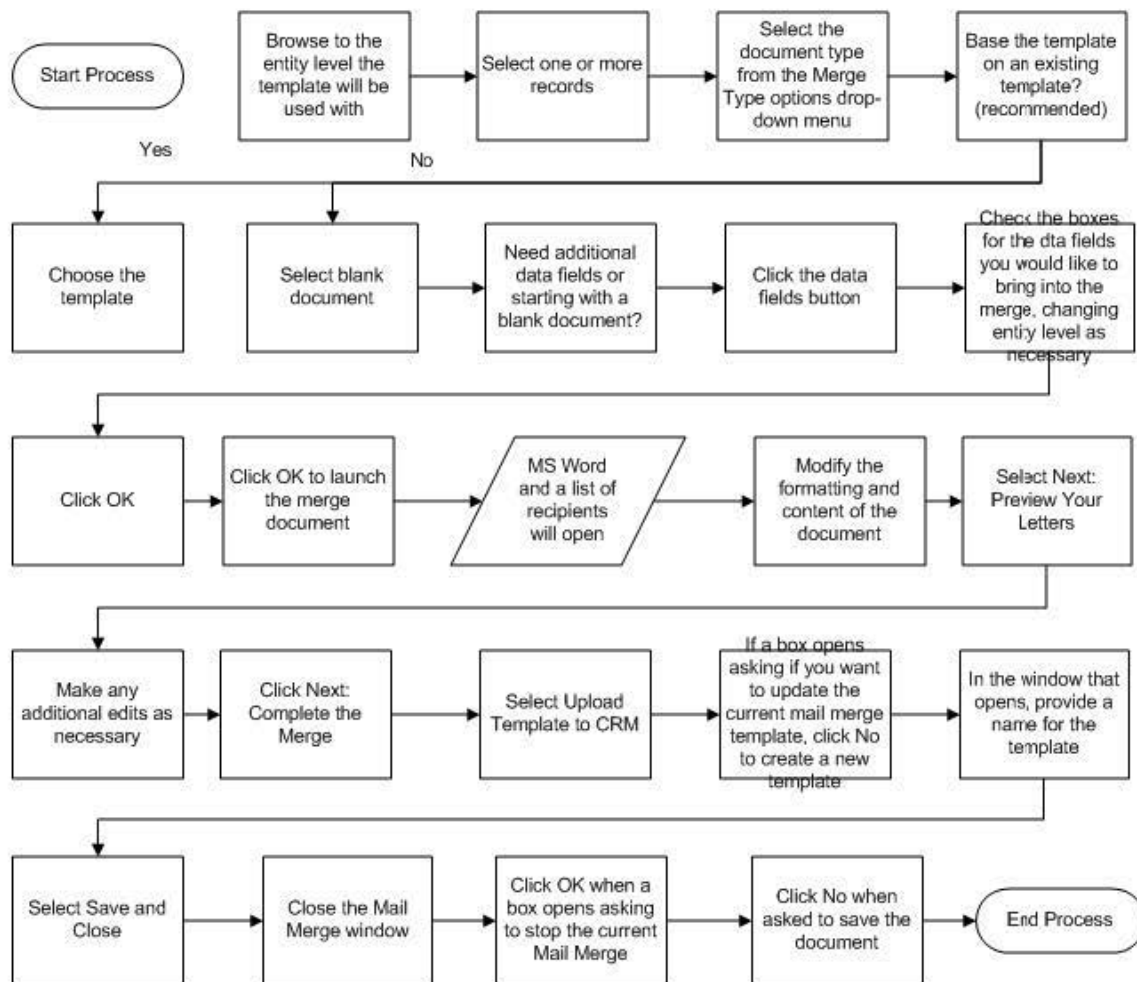 Start Process
Browse to the
entity level the
template will be
used with
Select one or more
records
Select the
document type
from the Merge
Type options drop-
down menu
Base the template
on an existing
template?
(recommended)
Yes
No
Choose the
template
Select blank
document
Need additional
data fields or
starting with a
blank document?
Click the data
fields button
Check the boxes
for the dta fields
you would like to
bring into the
merge, changing
entity level as
necessary
Click OK
Click OK to launch
the merge
document
MS Word
and a list of
recipients
will open
Modify the
formatting and
content of the
document
Select Next:
Preview Your
Letters
Make any
additional edits as
necessary
Click Next:
Complete the
Merge
Select Upload
Template to CRM
If a box opens
asking if you want
to update the
current mail merge
template, click No
to create a new
template
In the window that
opens, provide a
name for the
template
Select Save and
Close
Close the Mail
Merge window
Click OK when a
box opens asking
to stop the current
Mail Merge
Click No when
asked to save the
document
End Process